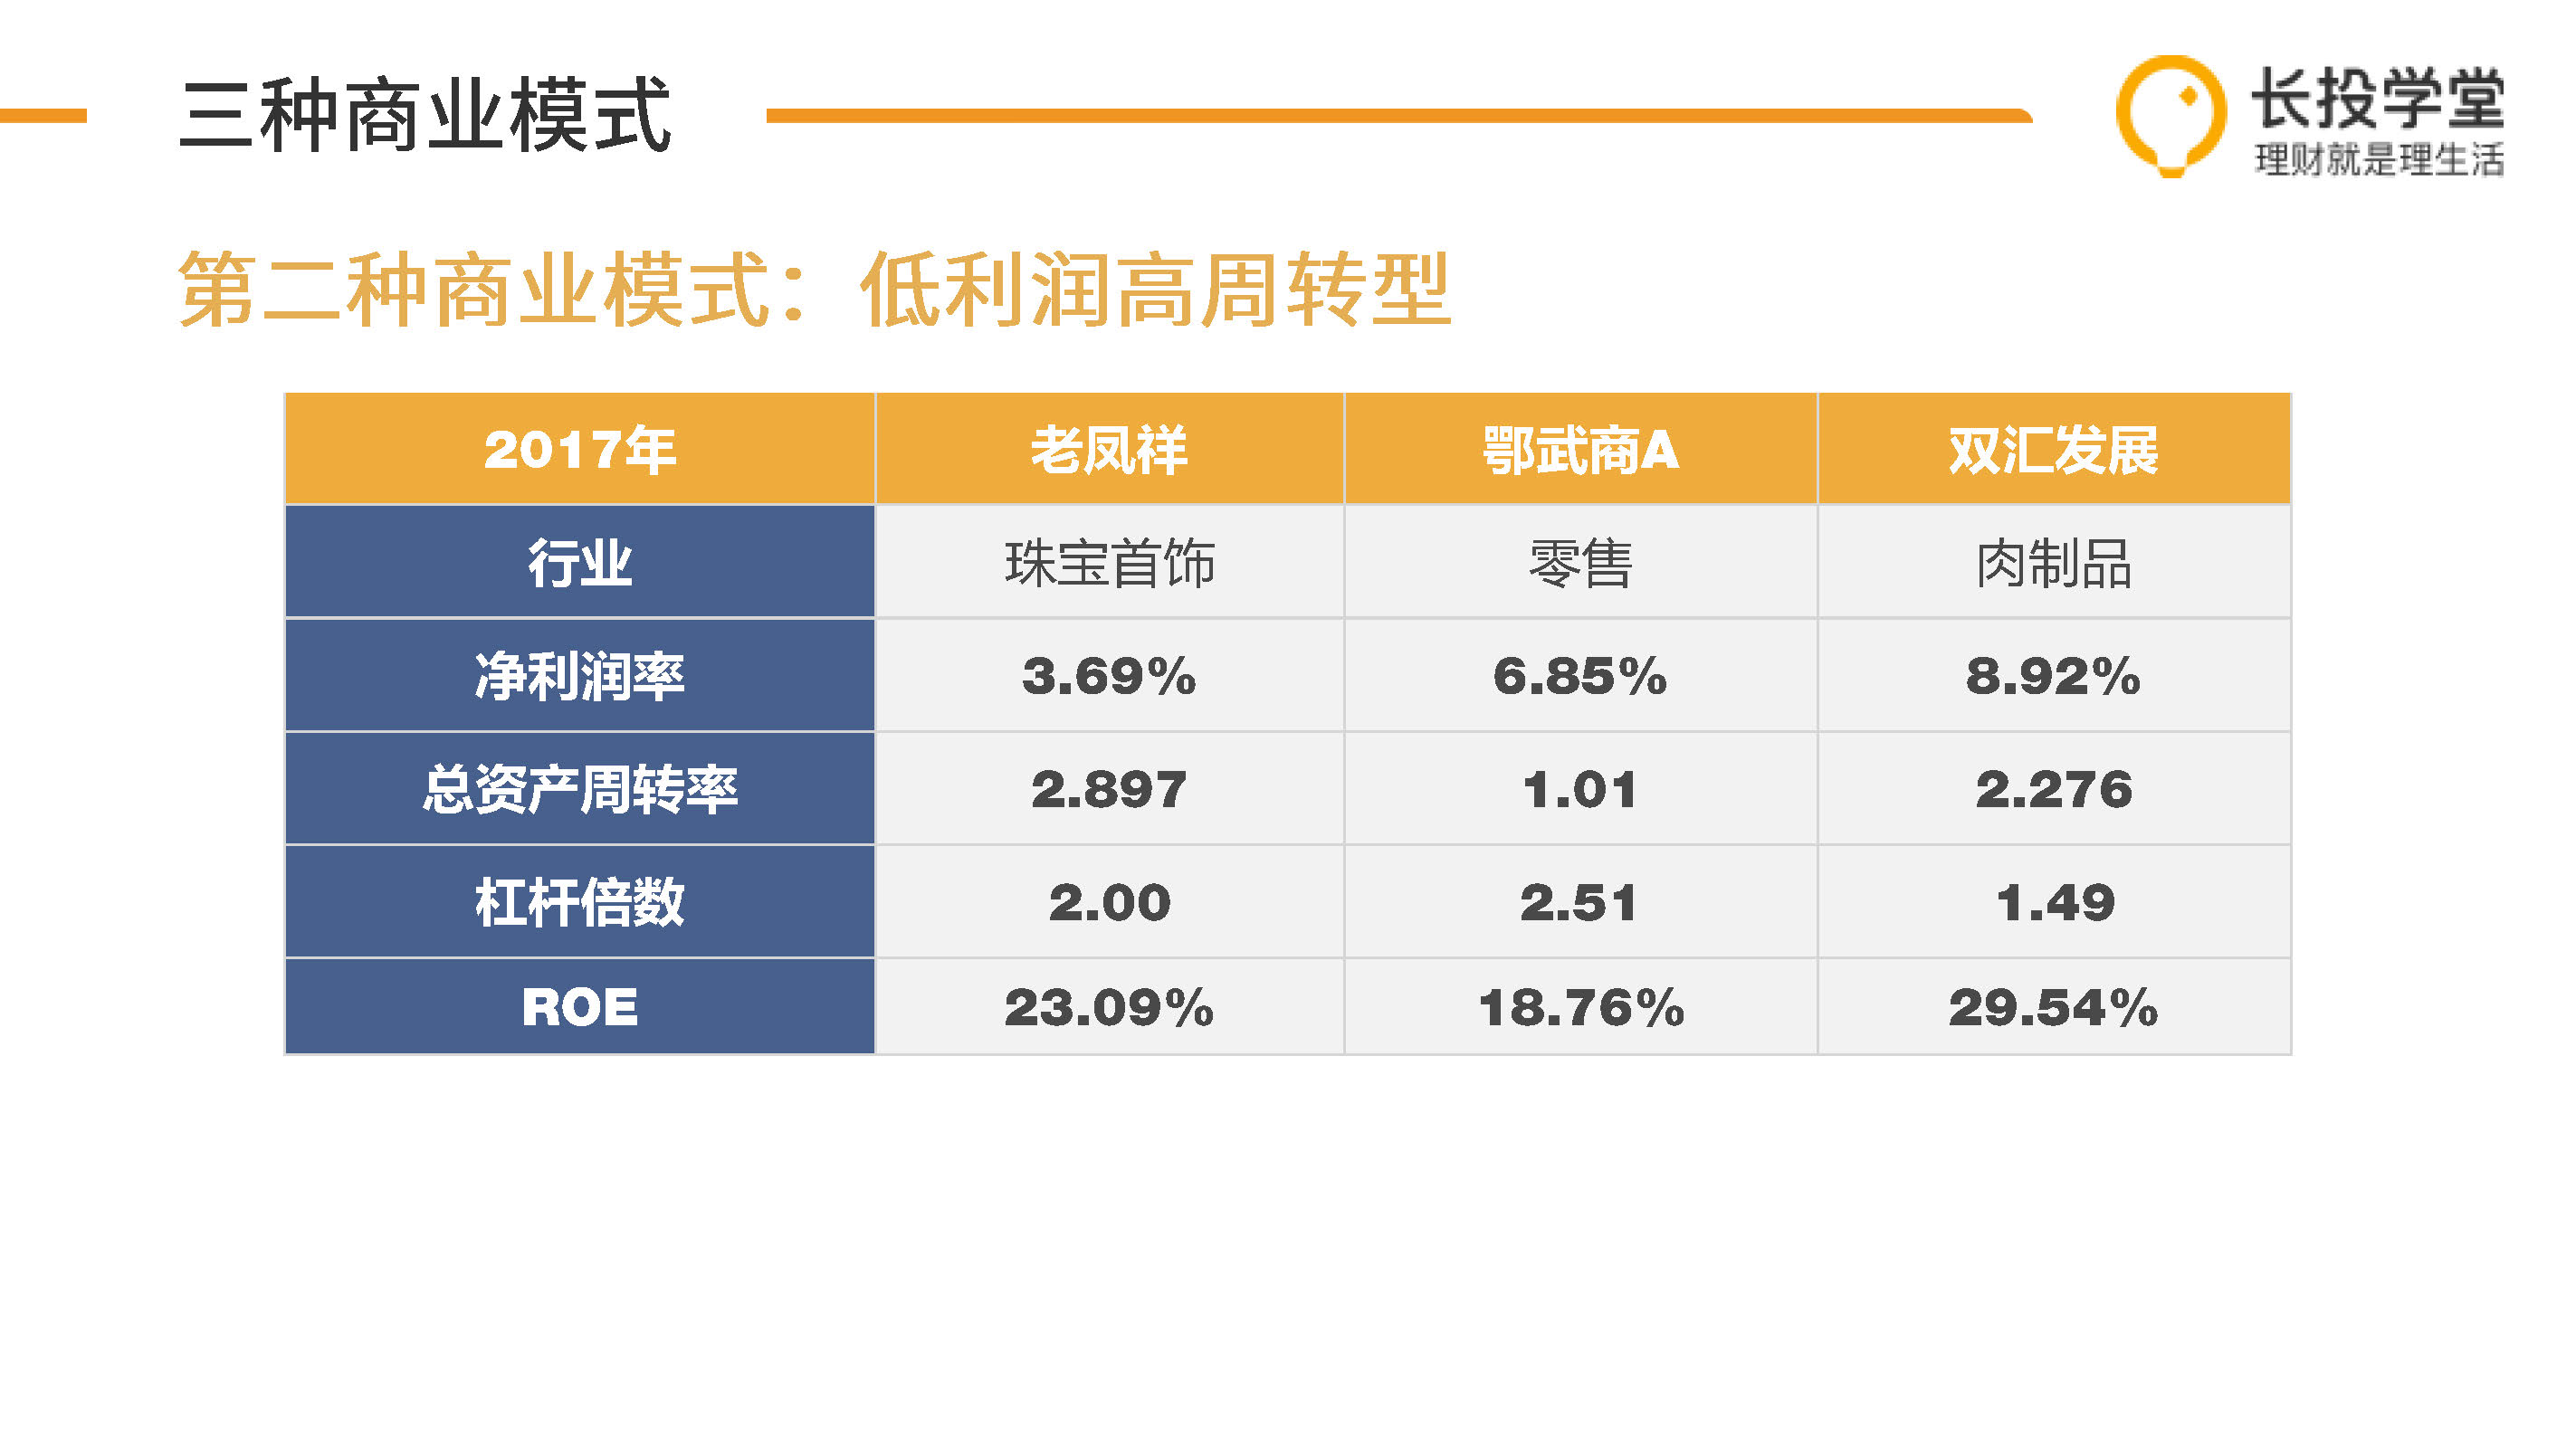 三种商业模式
长投学堂
理财就是理生活
第二种商业模式：低利润高周转型
2017年 老凤祥 鄂武商A 双汇发展
行业 珠宝首饰 零售 肉制品
净利润率 3.69% 6.85% 8.92%
总资产周转率 2.897 1.01 2.276
杠杆倍数 2.00 2.51 1.49
ROE 23.09% 18.76% 29.54%